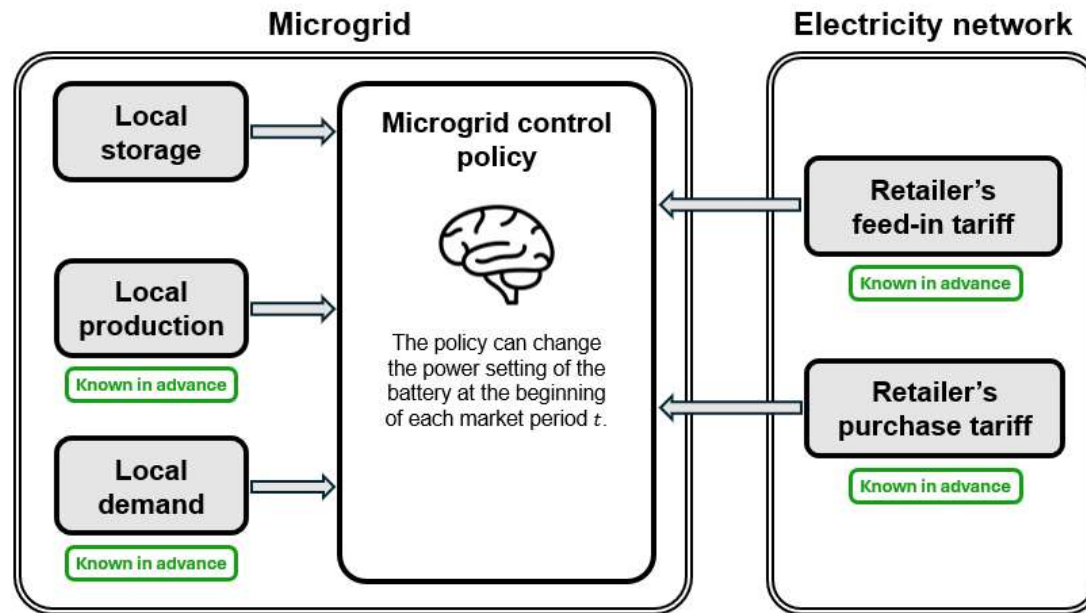 Microgrid
Electricity network
Local
storage
Local
production
Known in advance
Local
demand
Known in advance
Microgrid control
policy
The policy can change
the power setting of the
battery at the beginning
of each market period t.
Retailer's
feed-in tariff
Known in advance
Retailer's
purchase tariff
Known in advance